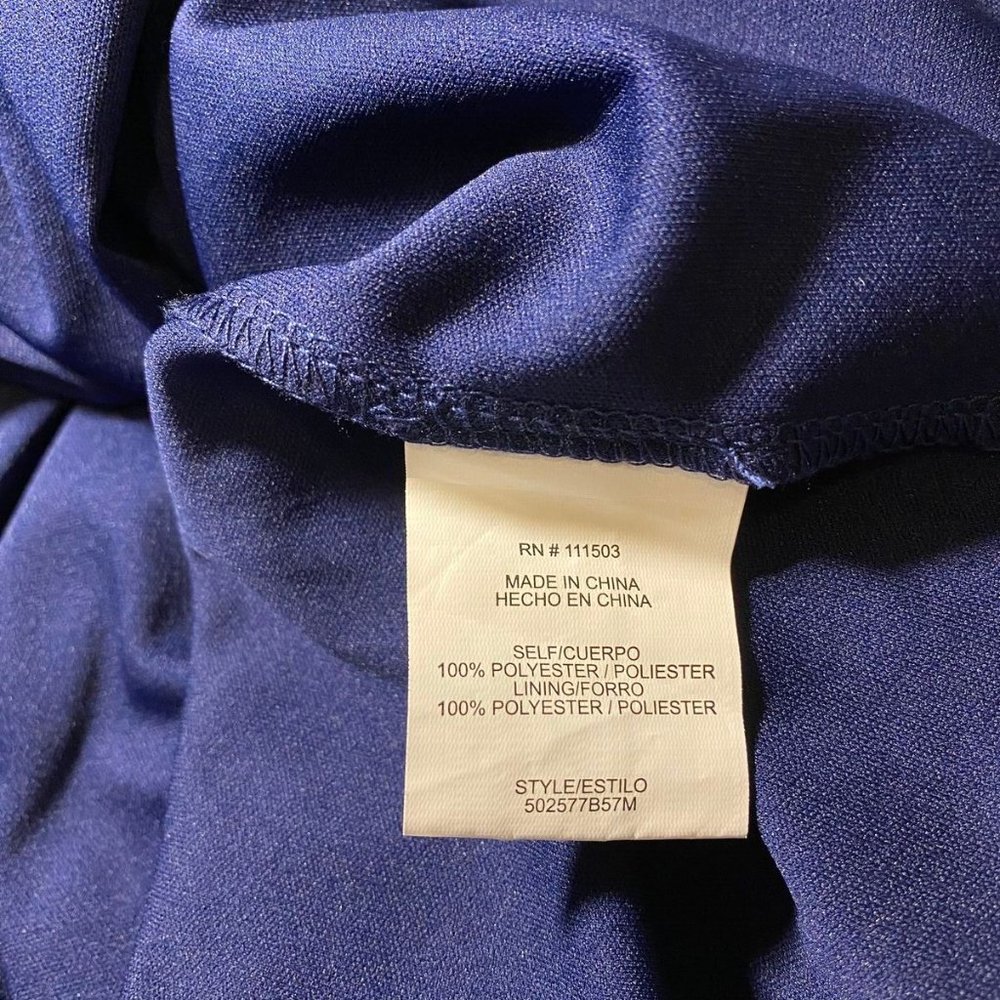 RN # 111503
MADE IN CHINA
HECHO EN CHINA
SELF/CUERPO
100% POLYESTER / POLIESTER
LINING/FORRO
100% POLYESTER / POLIESTER
STYLE/ESTILO
502577B57M